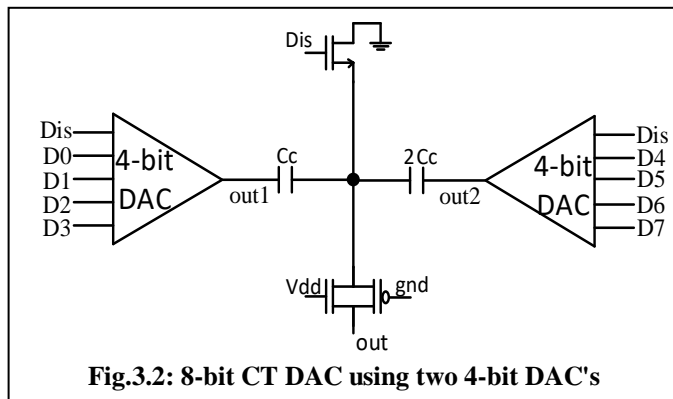 Dis
Dis
D0
D1
D2
D3
4-bit
DAC
out1
Cc
2Cc
out2
4-bit
DAC
Dis
D4
D5
D6
D7
Vdd
gnd
out
Fig.3.2: 8-bit CT DAC using two 4-bit DAC's